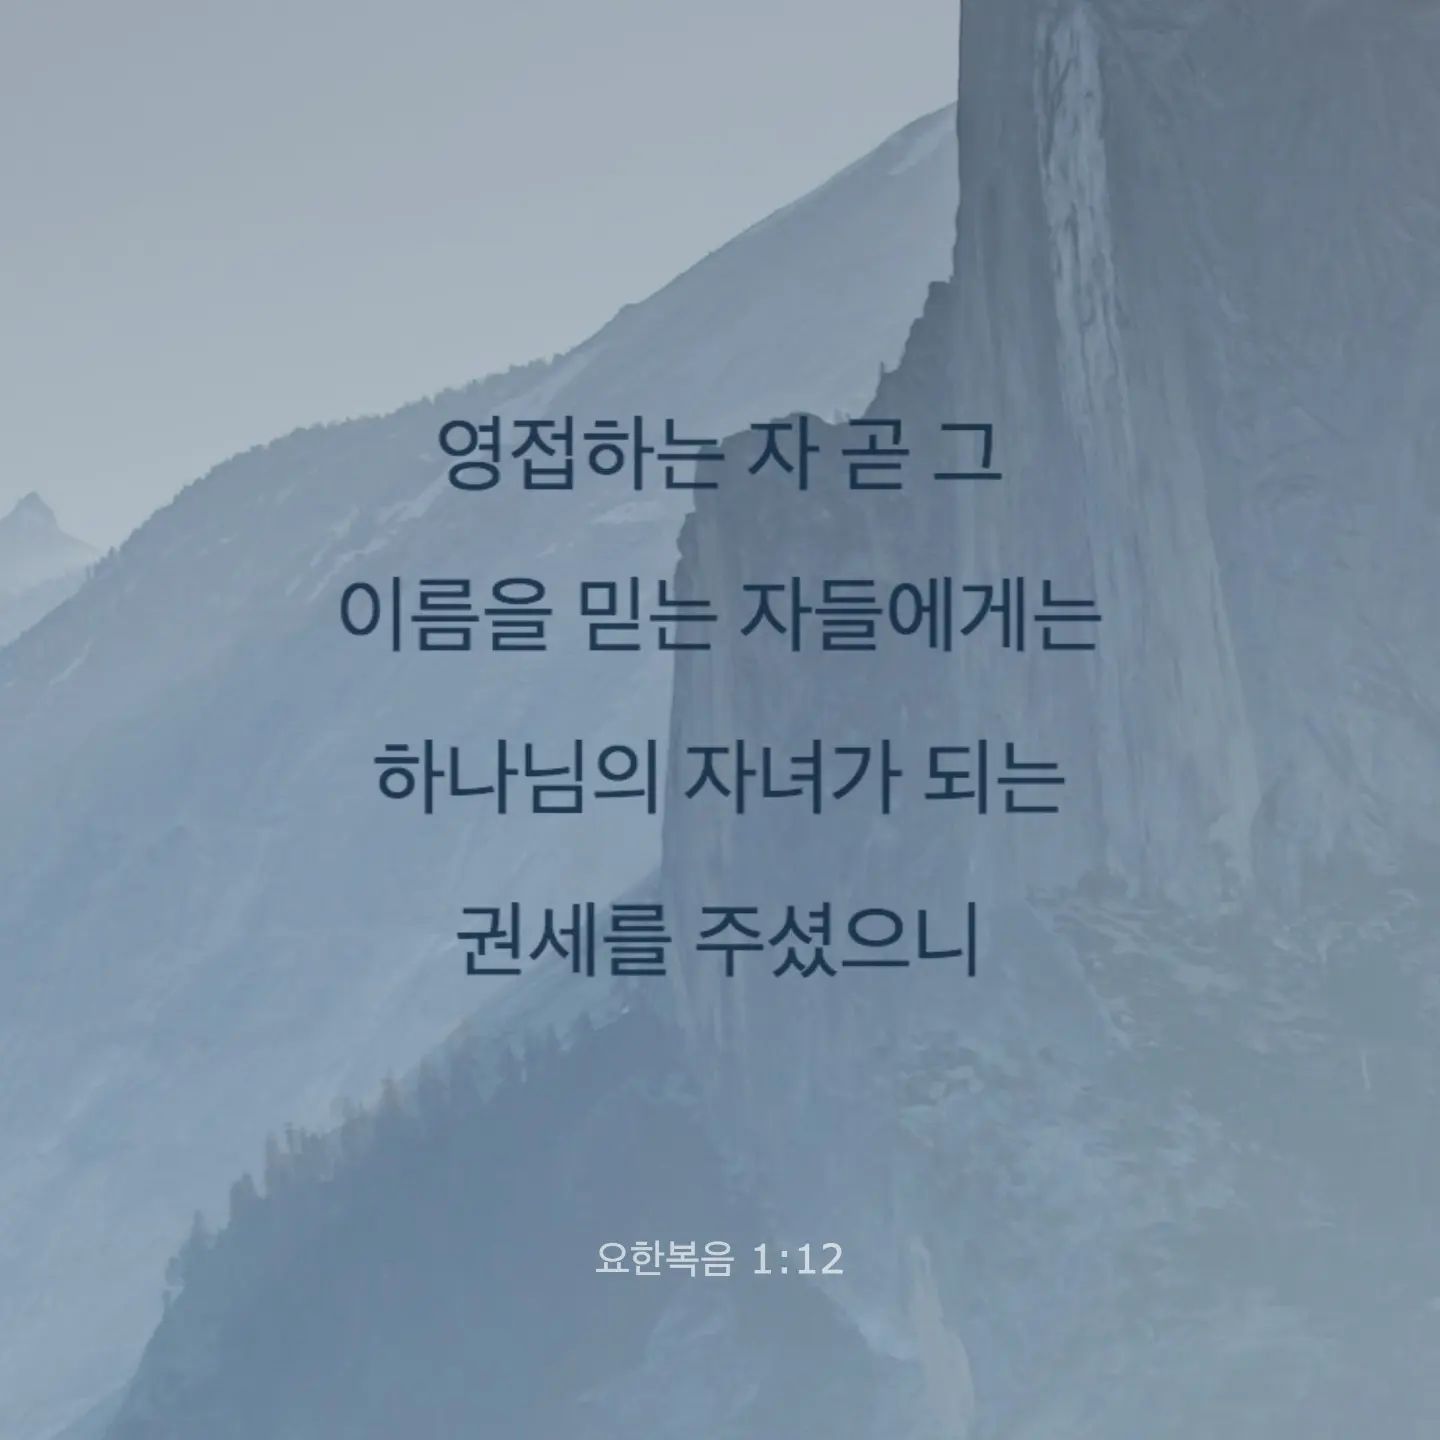 영접하는 자 곧 그
이름을 믿는 자들에게는
하나님의 자녀가 되는
권세를 주셨으니
요한복음 1:12